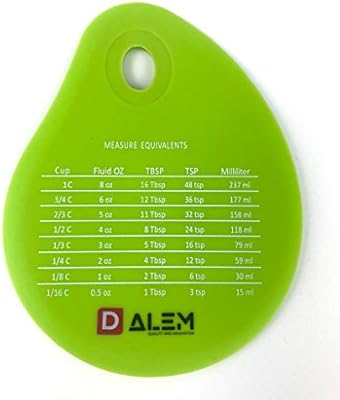 MEASURE EQUIVALENTS
Cup Fluid OZ TBSP TSP Milliliter
1C 8 oz 16 Tbsp 48 tsp 237 ml
3/4 C 6 oz 12 Tbsp 36 tsp 177 ml
2/3 C 5 oz 11 Tbsp 32 tsp 158 ml
1/2 C 4 oz 8 Tbsp 24 tsp 118 ml
1/3 C 3 oz 5 Tbsp 16 tsp 79 ml
1/4 C 2 oz 4 Tbsp 12 tsp 59 ml
1/8 C 1 oz 2 Tbsp 6 tsp 30 ml
1/16 C 0.5 oz 1 Tbsp 3 tsp 15 ml
D ALEM
QUALITY AND INNOVATION